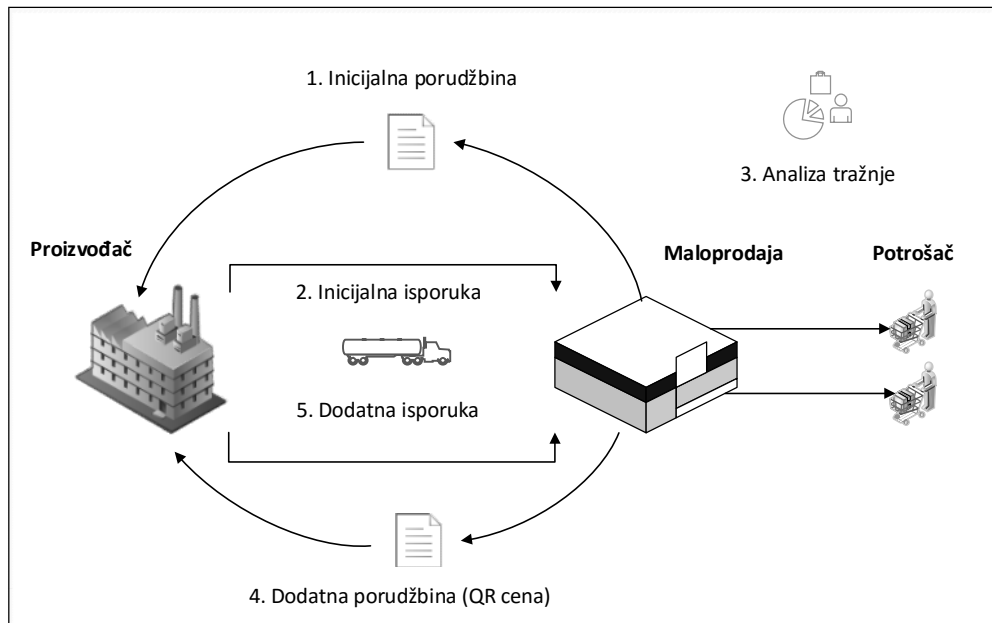 1. Inicijalna porudžbina
3. Analiza tražnje
Proizvođač
Maloprodaja
Potrošač
2. Inicijalna isporuka
5. Dodatna isporuka
4. Dodatna porudžbina (QR cena)